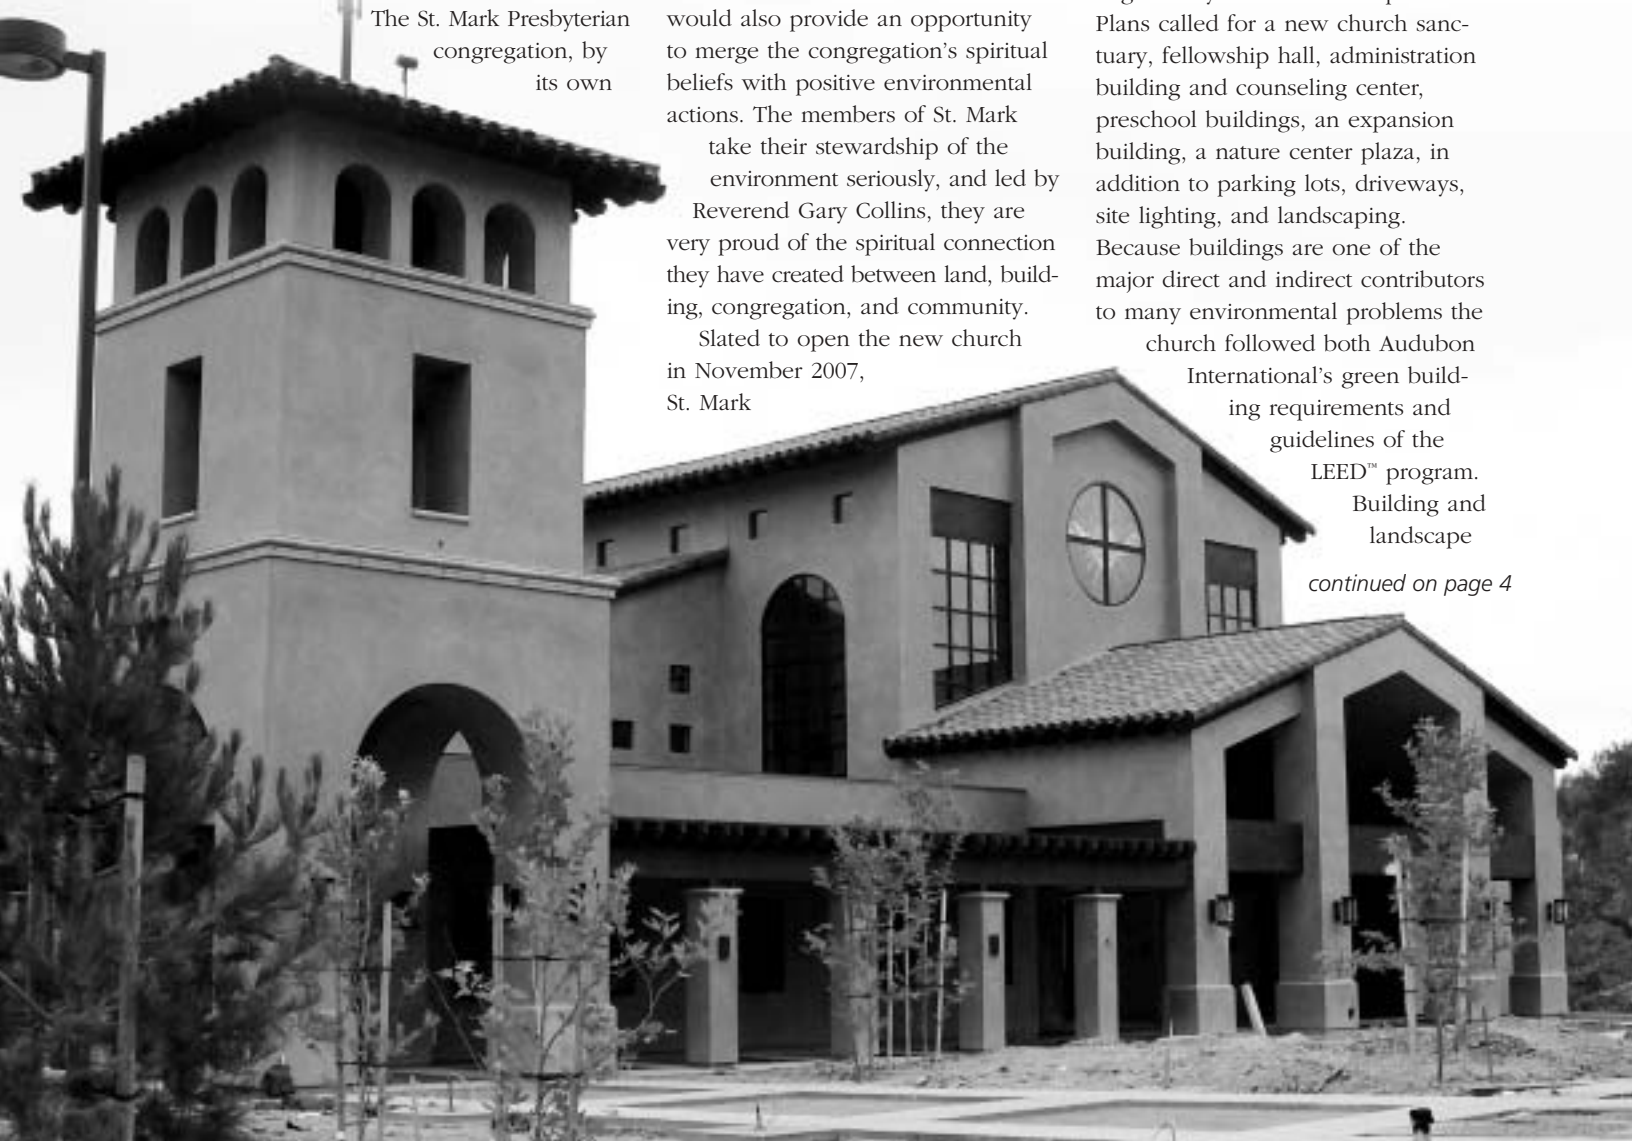 The St. Mark Presbyterian
congregation, by
its own
would also provide an opportunity
to merge the congregation's spiritual
beliefs with positive environmental
actions. The members of St. Mark
take their stewardship of the
environment seriously, and led by
Reverend Gary Collins, they are
very proud of the spiritual connection
they have created between land, build-
ing, congregation, and community.
Slated to open the new church
in November 2007,
St. Mark
Plans called for a new church sanc-
tuary, fellowship hall, administration
building and counseling center,
preschool buildings, an expansion
building, a nature center plaza, in
addition to parking lots, driveways,
site lighting, and landscaping.
Because buildings are one of the
major direct and indirect contributors
to many environmental problems the
church followed both Audubon
International's green build-
ing requirements and
guidelines of the
LEED™ program.
Building and
landscape
continued on page 4